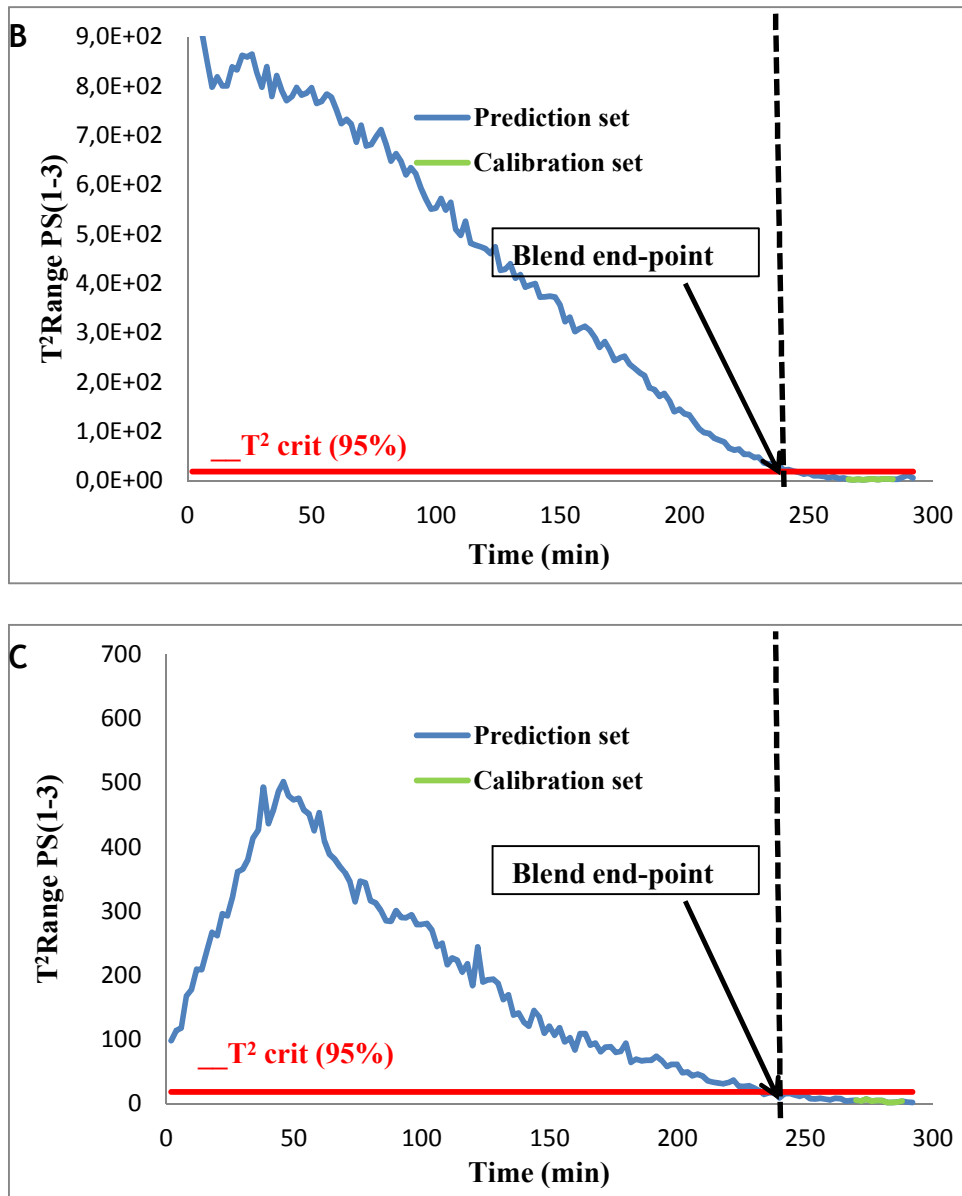 B
9,0E+02
8,0E+02
7,0E+02
6,0E+02
5,0E+02
4,0E+02
3,0E+02
2,0E+02
1,0E+02
0,0E+00
T²Range PS(1-3)
Prediction set
Calibration set
Blend end-point
__T² crit (95%)
0 50 100 150 200 250 300
Time (min)
C
700
600
500
400
300
200
100
0
T²Range PS(1-3)
Prediction set
Calibration set
Blend end-point
__T² crit (95%)
0 50 100 150 200 250 300
Time (min)